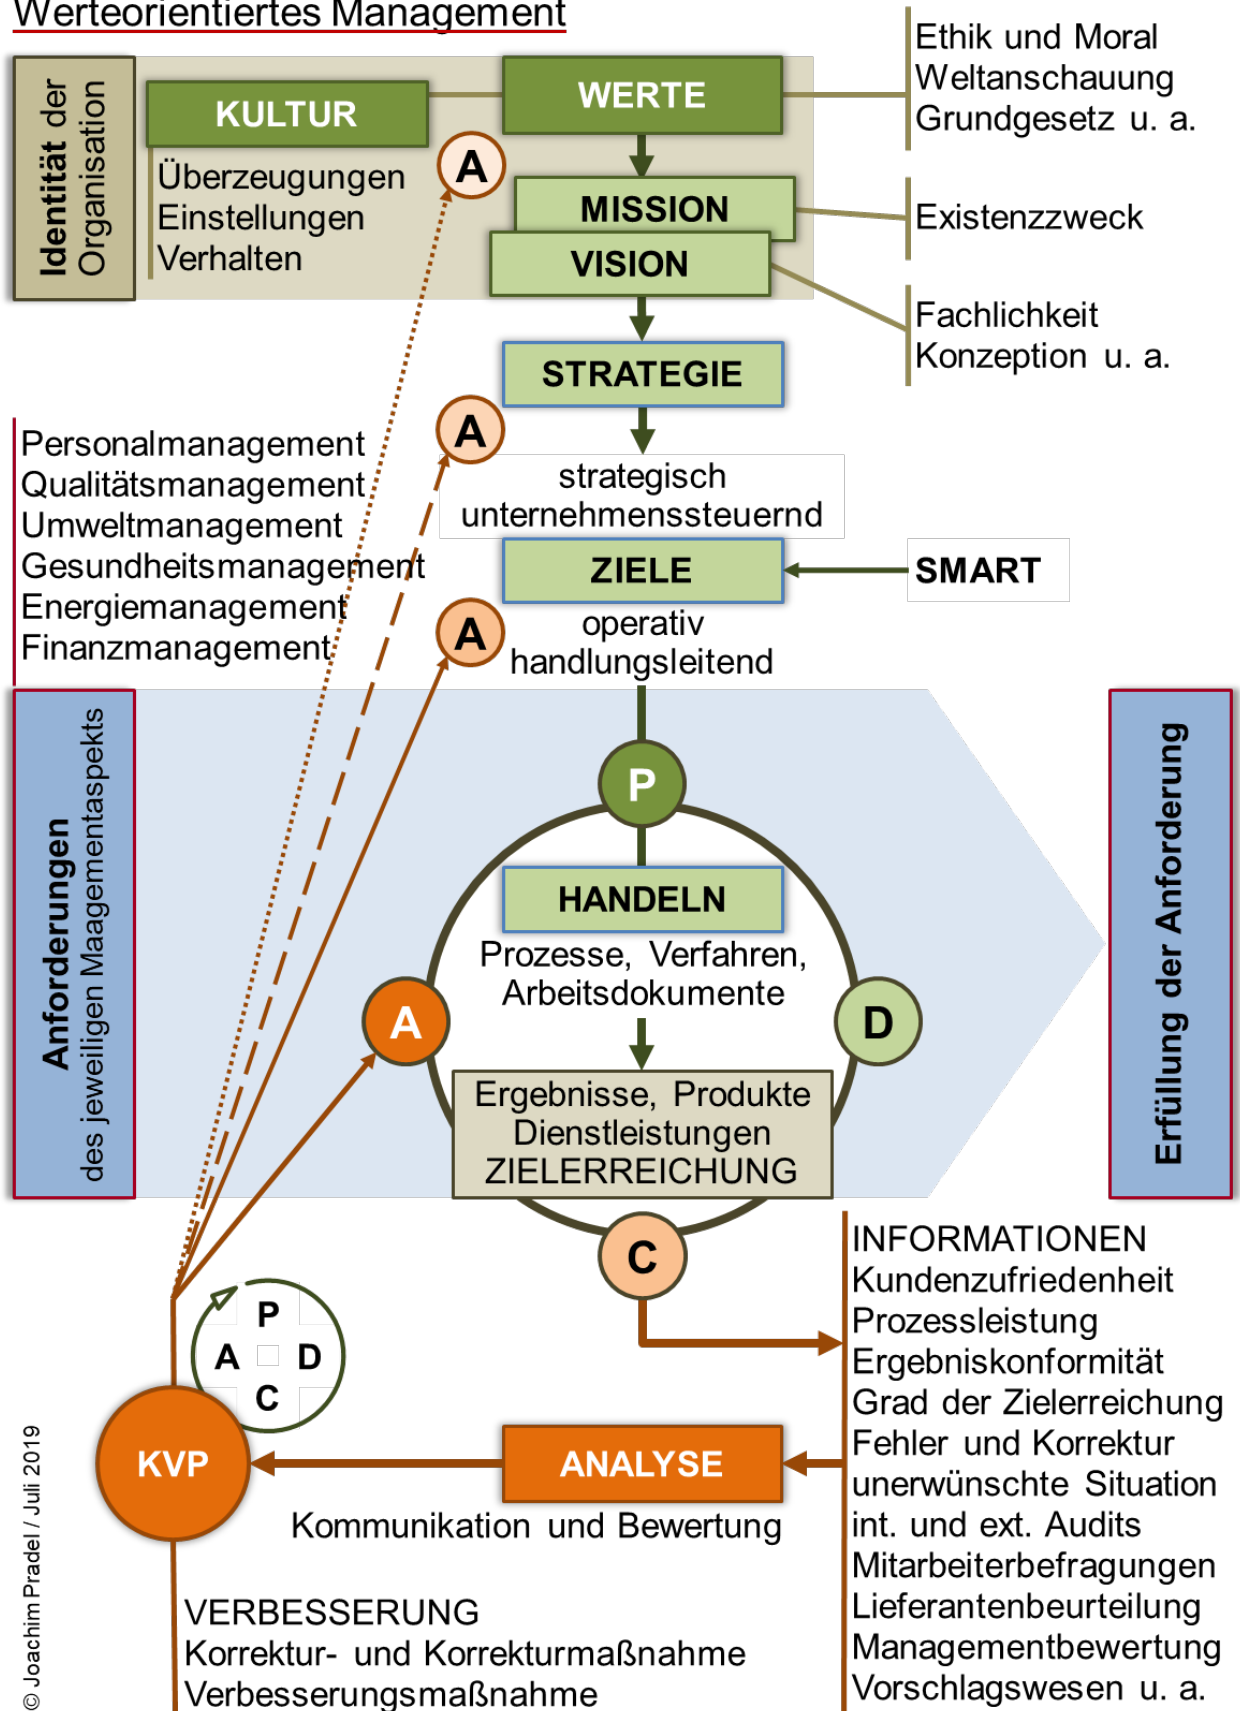 Werteorientiertes Management
Identität der
Organisation
KULTUR
Überzeugungen
Einstellungen
Verhalten
WERTE
A
MISSION
VISION
Ethik und Moral
Weltanschauung
Grundgesetz u. a.
Existenzzweck
Fachlichkeit
Konzeption u. a.
STRATEGIE
A
strategisch
unternehmenssteuernd
ZIELE
SMART
A
operativ
handlungsleitend
Personalmanagement
Qualitätsmanagement
Umweltmanagement
Gesundheitsmanagement
Energiemanagement
Finanzmanagement
Anforderungen
des jeweiligen Maagementaspekts
P
HANDELN
Prozesse, Verfahren,
Arbeitsdokumente
A
D
Ergebnisse, Produkte
Dienstleistungen
ZIELERREICHUNG
C
Erfüllung der Anforderung
INFORMATIONEN
Kundenzufriedenheit
Prozessleistung
Ergebniskonformität
Grad der Zielerreichung
Fehler und Korrektur
unerwünschte Situation
int. und ext. Audits
Mitarbeiterbefragungen
Lieferantenbeurteilung
Managementbewertung
Vorschlagswesen u. a.
P
A D
C
KVP
ANALYSE
Kommunikation und Bewertung
VERBESSERUNG
Korrektur- und Korrekturmaßnahme
Verbesserungsmaßnahme
© Joachim Pradel / Juli 2019